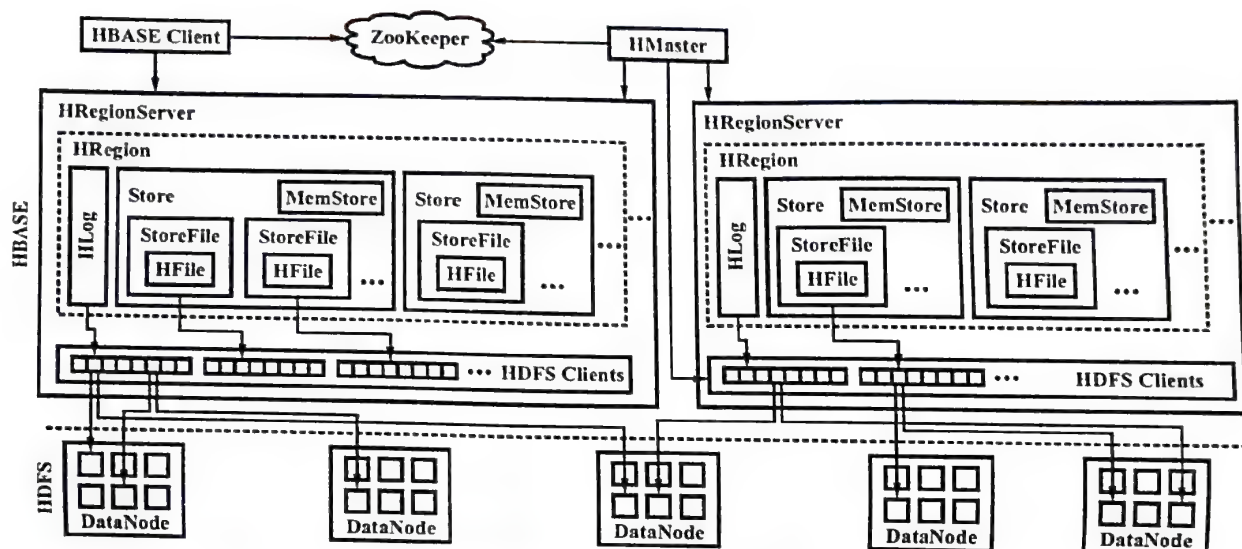 HBASE Client
ZooKeeper
HMaster
HRegionServer
HRegion
HLog
Store
MemStore
StoreFile
HFile
StoreFile
HFile
...
Store
MemStore
StoreFile
HFile
...
...
...
... HDFS Clients
HRegionServer
HRegion
HLog
Store
MemStore
StoreFile
HFile
...
Store
MemStore
StoreFile
HFile
...
...
...
...
HDFS Clients
HBASE
HDFS
DataNode
DataNode
DataNode
DataNode
DataNode